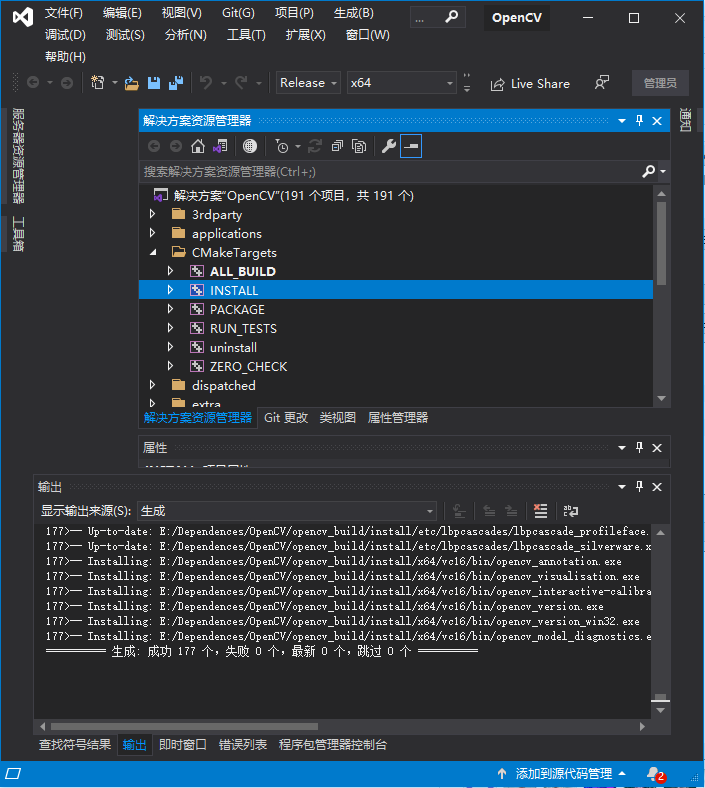 文件(F) 编辑(E) 视图(V) Git(G) 项目(P) 生成(B)
... OpenCV
调试(D) 测试(S) 分析(N) 工具(T) 扩展(X) 窗口(W)
帮助(H)
Release x64 Live Share 管理员
服务器资源管理器
工具箱
通知
解决方案资源管理器
搜索解决方案资源管理器(Ctrl+;)
解决方案"OpenCV"(191 个项目，共 191 个)
3rdparty
applications
CMakeTargets
ALL_BUILD
INSTALL
PACKAGE
RUN_TESTS
uninstall
ZERO_CHECK
dispatched
extra
解决方案资源管理器 Git 更改 类视图 属性管理器
属性
输出
显示输出来源(S): 生成
177>-- Up-to-date: E:/Dependences/OpenCV/opencv_build/install/etc/lbpcascades/lbpcascade_profileface.
177>-- Up-to-date: E:/Dependences/OpenCV/opencv_build/install/etc/lbpcascades/lbpcascade_silverware.x
177>-- Installing: E:/Dependences/OpenCV/opencv_build/install/x64/vc16/bin/opencv_annotation.exe
177>-- Installing: E:/Dependences/OpenCV/opencv_build/install/x64/vc16/bin/opencv_visualisation.exe
177>-- Installing: E:/Dependences/OpenCV/opencv_build/install/x64/vc16/bin/opencv_interactive-calibra
177>-- Installing: E:/Dependences/OpenCV/opencv_build/install/x64/vc16/bin/opencv_version.exe
177>-- Installing: E:/Dependences/OpenCV/opencv_build/install/x64/vc16/bin/opencv_version_win32.exe
177>-- Installing: E:/Dependences/OpenCV/opencv_build/install/x64/vc16/bin/opencv_model_diagnostics.e
========== 生成: 成功 177 个，失败 0 个，最新 0 个，跳过 0 个 ==========
查找符号结果 输出 即时窗口 错误列表 程序包管理器控制台
添加到源代码管理 2